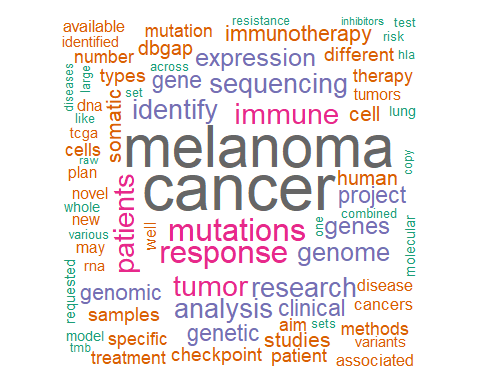 resistance inhibitors
available mutation immunotherapy test
identified dbgap across risk
number expression different hla
diseases large types gene sequencing therapy
dna set tumors
like somatic identify immune cell lung
tcga
cells melanoma
raw
plan cancer copy
novel patients human
whole project
new one combined
various well mutations genes
may response genome molecular
rna
requested genomic tumor research disease
samples analysis clinical cancers
model genetic aim sets methods
tmb specific studies variants
treatment checkpoint patient associated